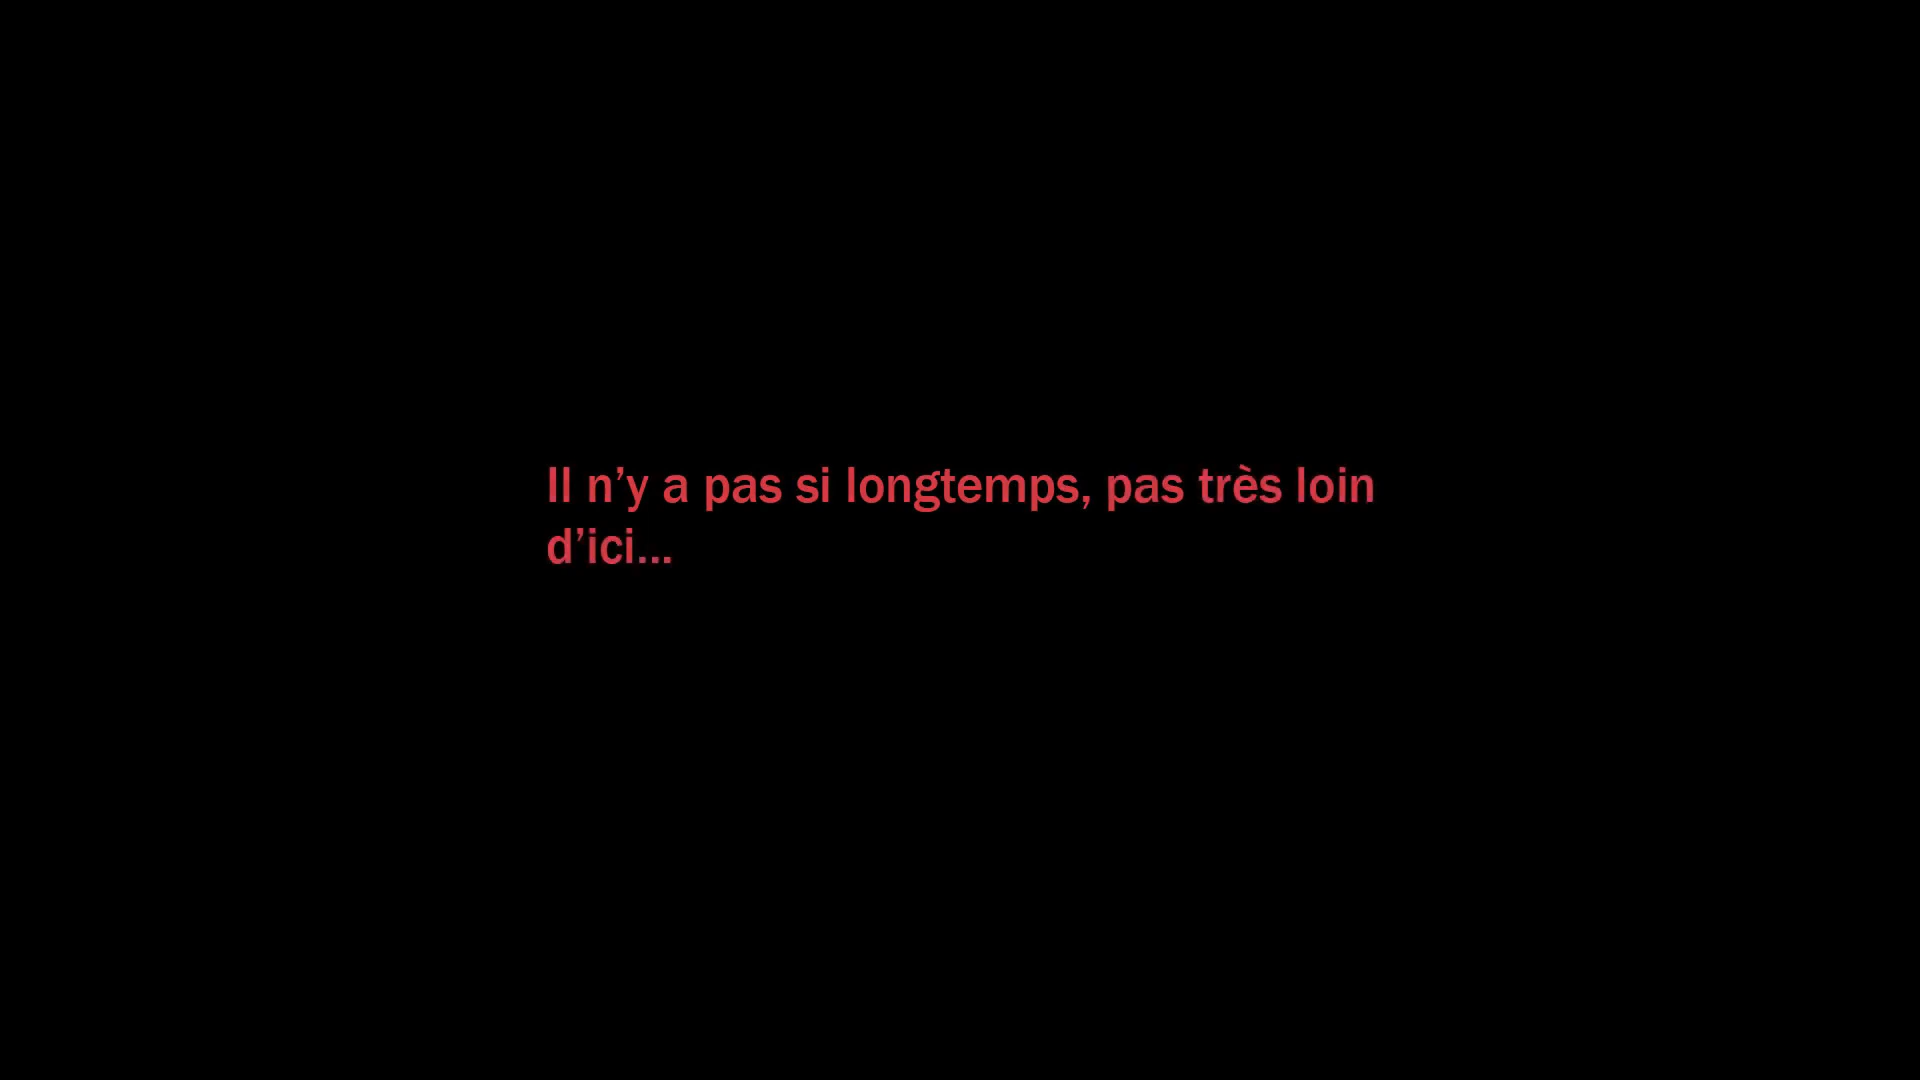 Il n’y a pas si longtemps, pas très loin
d’ici...